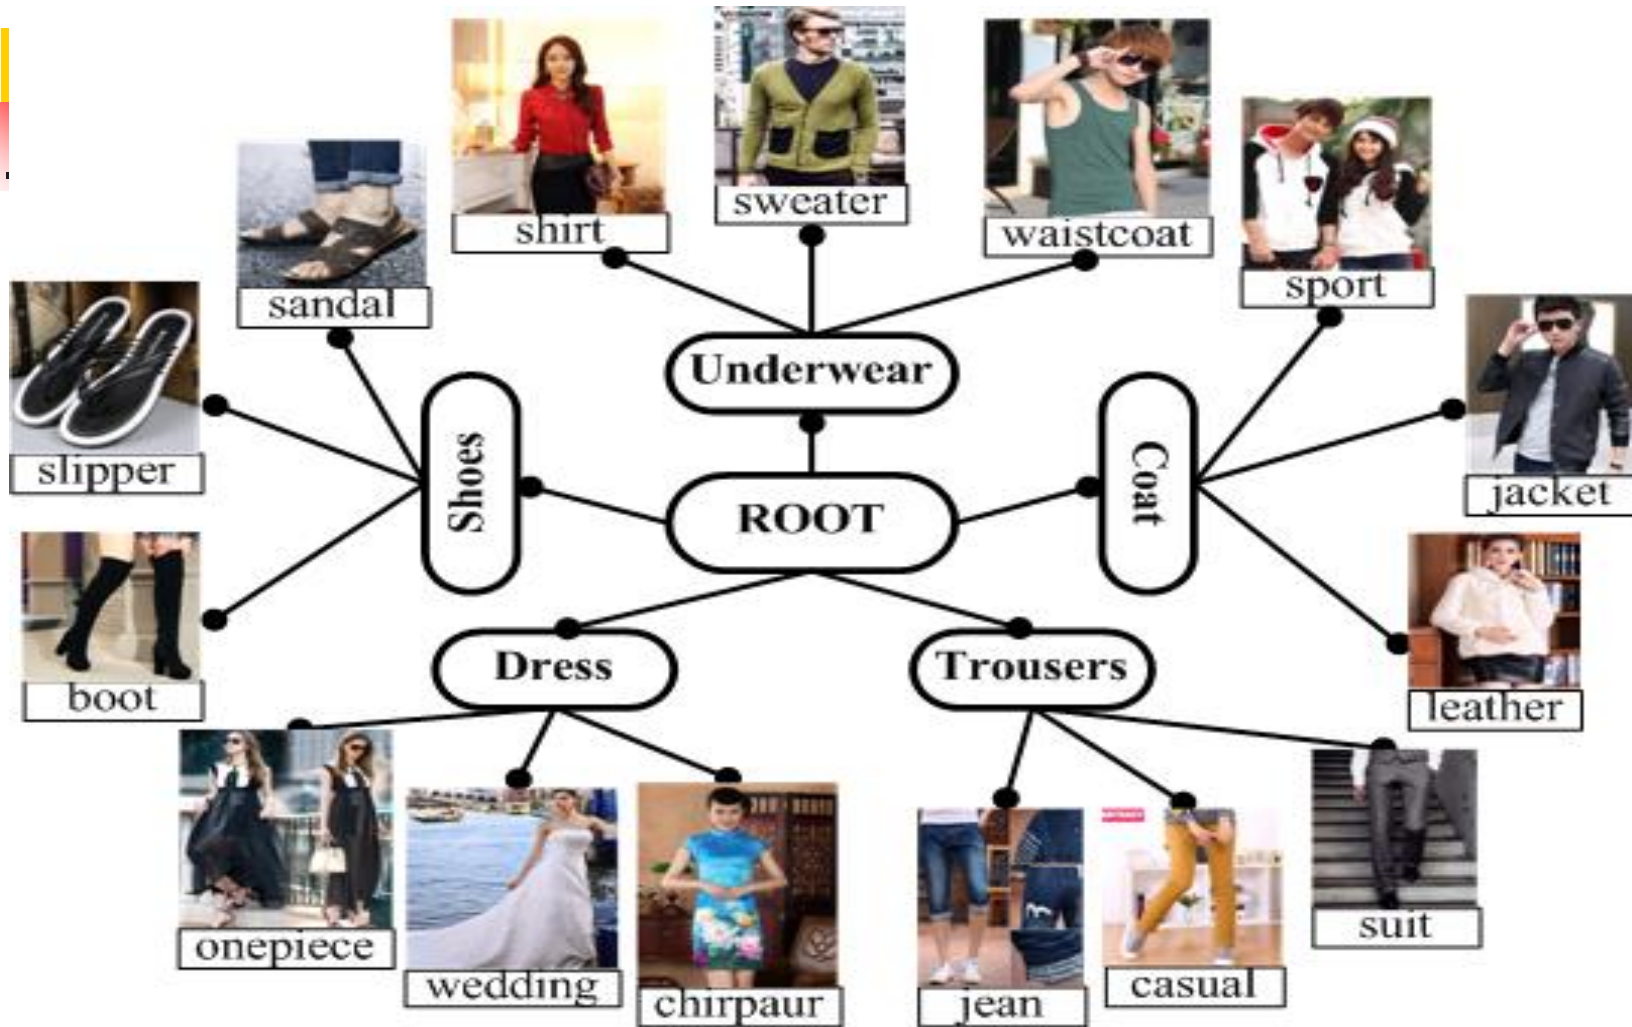 shirt
sweater
waistcoat
sport
sandal
jacket
slipper
Underwear
Shoes
Coat
ROOT
boot
Dress
Trousers
leather
onepiece
wedding
chirpaur
jean
casual
suit